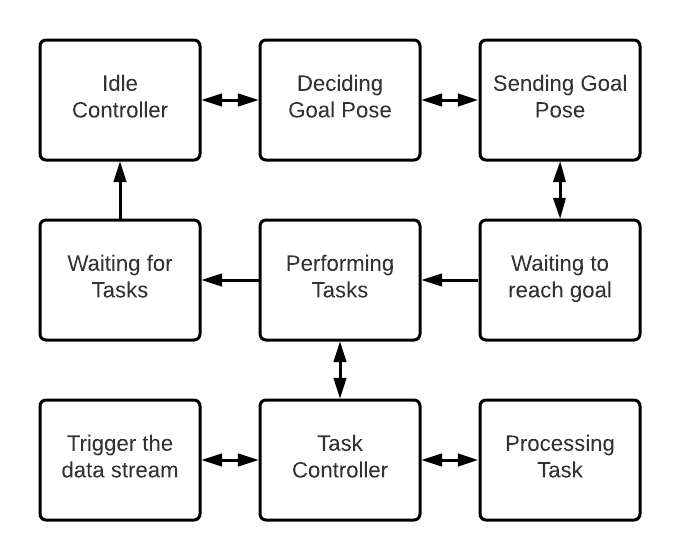 Idle
Controller
Deciding
Goal Pose
Sending Goal
Pose
Waiting for
Tasks
Performing
Tasks
Waiting to
reach goal
Trigger the
data stream
Task
Controller
Processing
Task